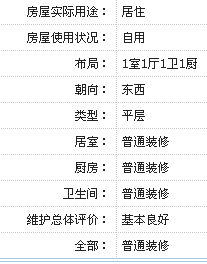 房屋实际用途： 居住
房屋使用状况： 自用
布局： 1室1厅1卫1厨
朝向： 东西
类型： 平层
居室： 普通装修
厨房： 普通装修
卫生间： 普通装修
维护总体评价： 基本良好
全部： 普通装修